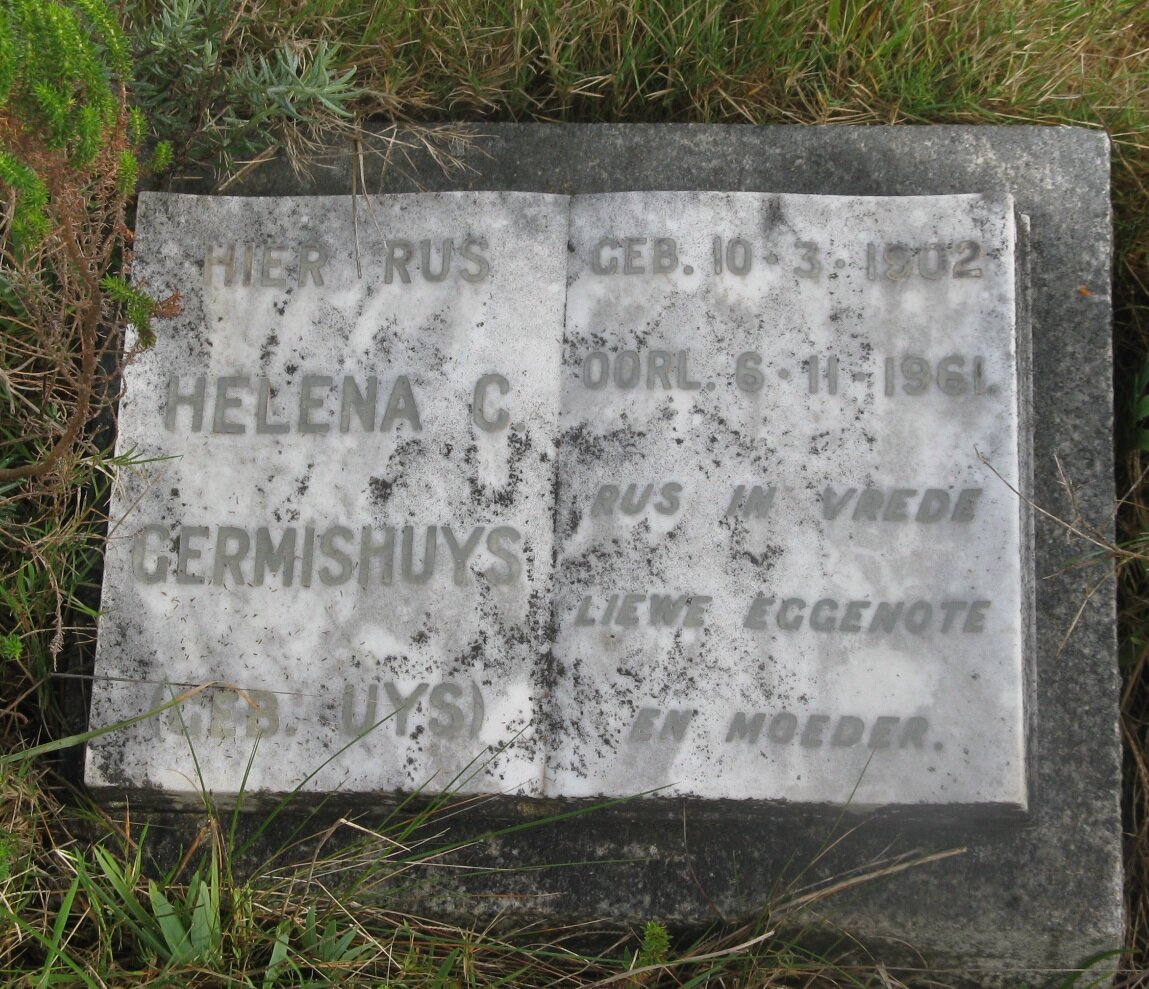 HIER RUS
HELENA C.
GERMISHUYS
(GEB. UYS)
GEB. 10·3·1902
OORL. 6·11·1961.
RUS IN VREDE
LIEWE EGGENOTE
EN MOEDER.